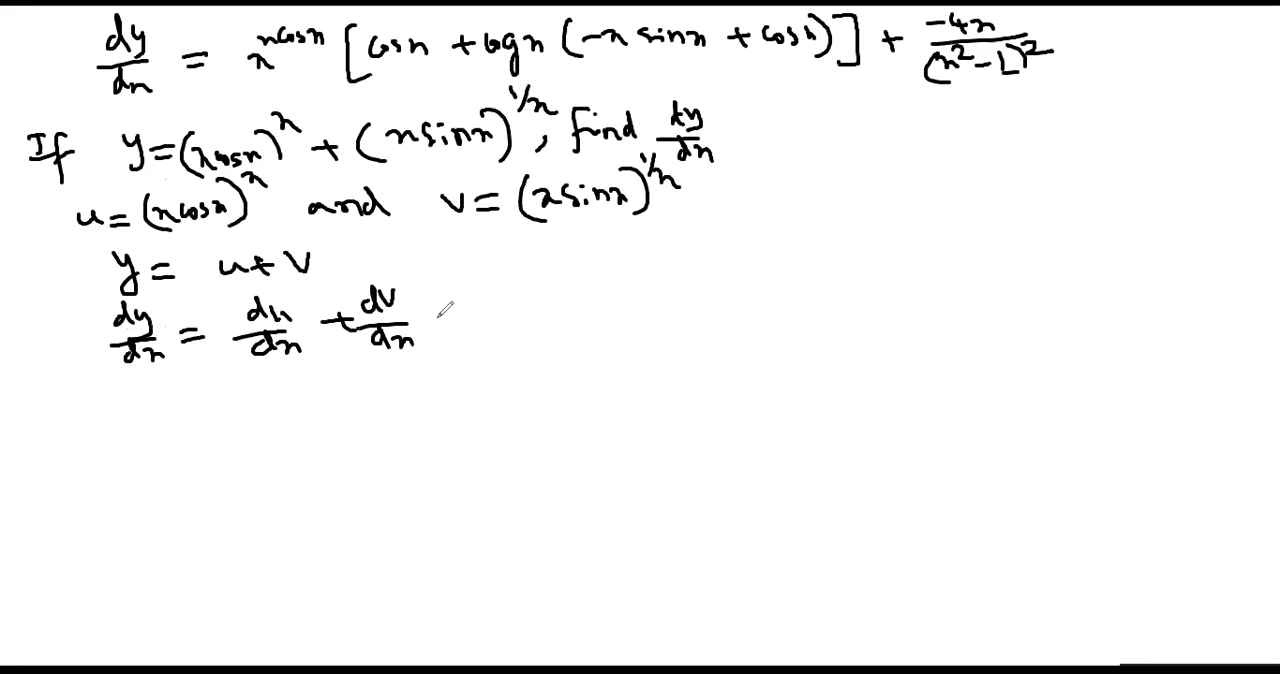 dy/dx = x^(x cos x) [cos x + log x (-x sin x + cos x)] + -4x/(x² - 1)²
If y = (x cos x)^x + (x sin x)^(1/x), find dy/dx
u = (x cos x)^x and v = (x sin x)^(1/x)
y = u + v
dy/dx = du/dx + dv/dx